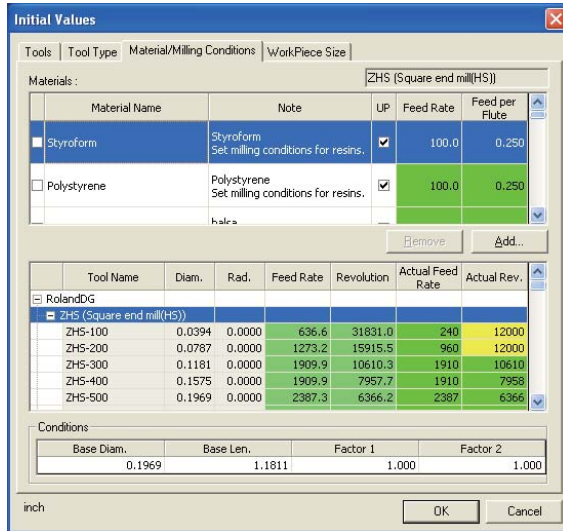 Initial Values
Tools Tool Type Material/Milling Conditions WorkPiece Size
Materials : ZHS (Square end mill(HS))
Material Name Note UP Feed Rate Feed per Flute
Styroform Styroform Set milling conditions for resins. 100.0 0.250
Polystyrene Polystyrene Set milling conditions for resins. 100.0 0.250
balsa
Remove Add...
Tool Name Diam. Rad. Feed Rate Revolution Actual Feed Rate Actual Rev.
RolandDG
ZHS (Square end mill(HS))
ZHS-100 0.0394 0.0000 636.6 31831.0 240 12000
ZHS-200 0.0787 0.0000 1273.2 15915.5 960 12000
ZHS-300 0.1181 0.0000 1909.9 10610.3 1910 10610
ZHS-400 0.1575 0.0000 1909.9 7957.7 1910 7958
ZHS-500 0.1969 0.0000 2387.3 6366.2 2387 6366
Conditions
Base Diam. Base Len. Factor 1 Factor 2
0.1969 1.1811 1.000 1.000
inch OK Cancel